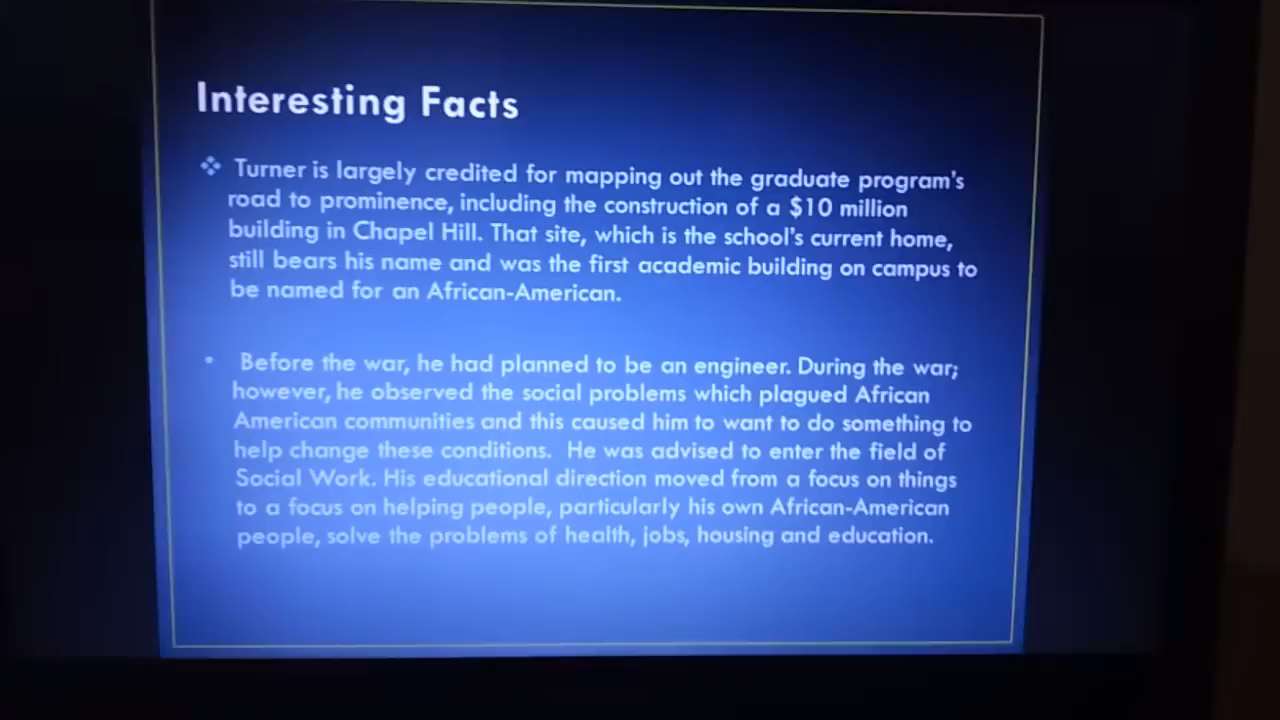 Interesting Facts
❖ Turner is largely credited for mapping out the graduate program's
road to prominence, including the construction of a $10 million
building in Chapel Hill. That site, which is the school's current home,
still bears his name and was the first academic building on campus to
be named for an African-American.
• Before the war, he had planned to be an engineer. During the war;
however, he observed the social problems which plagued African
American communities and this caused him to want to do something to
help change these conditions. He was advised to enter the field of
Social Work. His educational direction moved from a focus on things
to a focus on helping people, particularly his own African-American
people, solve the problems of health, jobs, housing and education.